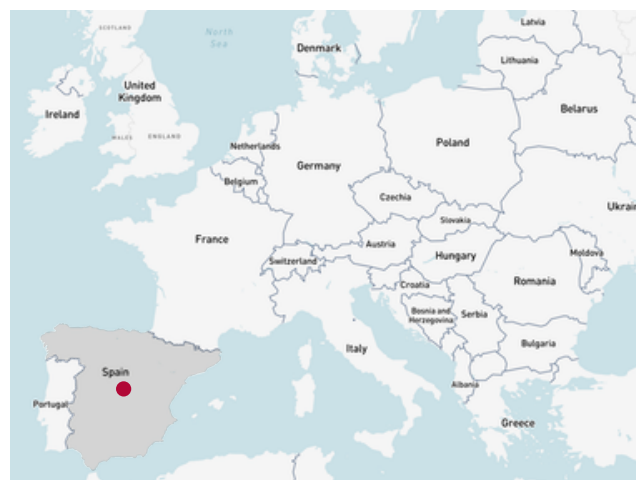 SCOTLAND
North
Sea
Denmark
Latvia
Lithuania
United
Kingdom
Ireland
Belarus
WALES
ENGLAND
Netherlands
Poland
Germany
Belgium
Czechia
Ukrain
Slovakia
France
Austria
Switzerland
Hungary
Moldova
Romania
Croatia
Bosnia and
Herzegovina
Serbia
Bulgaria
Italy
Spain
Albania
Portugal
Greece